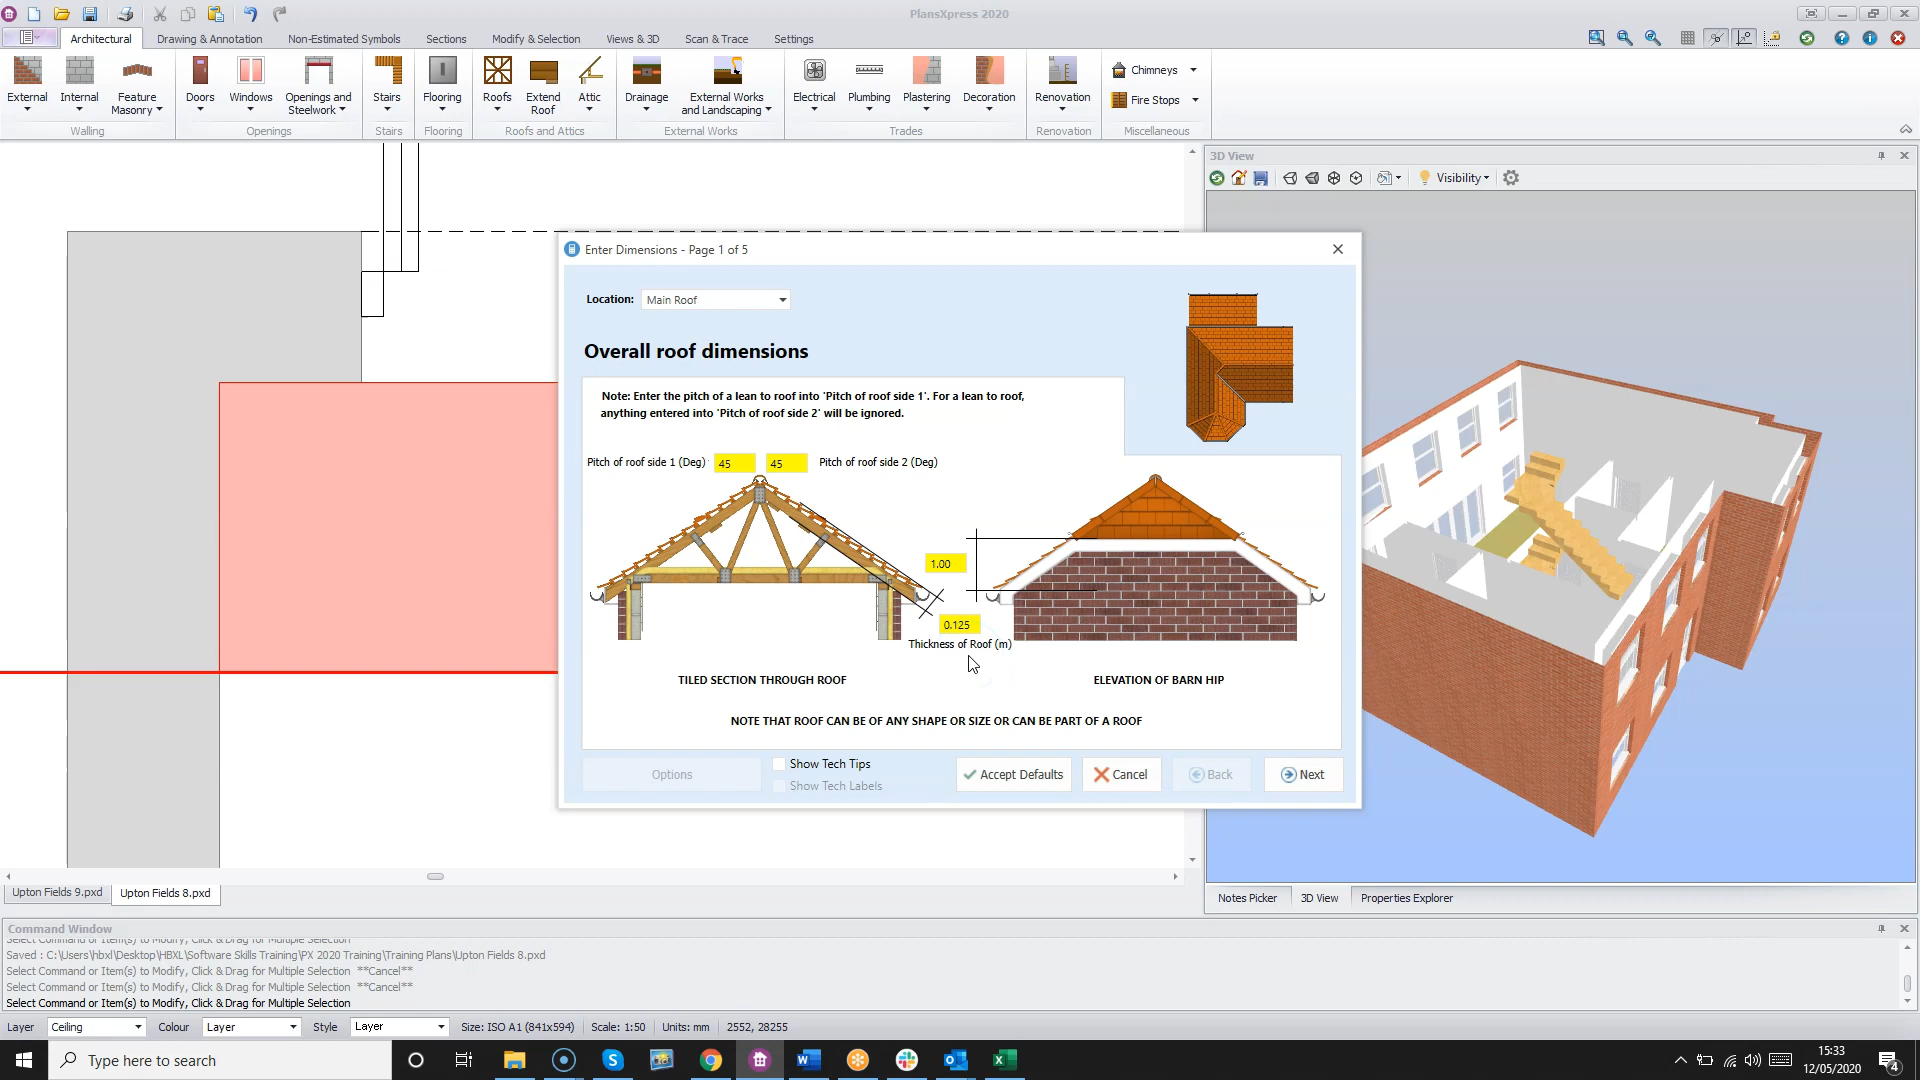 PlansXpress 2020
Architectural
Drawing & Annotation
Non-Estimated Symbols
Sections
Modify & Selection
Views & 3D
Scan & Trace
Settings
External
Internal
Feature
Masonry
Doors
Windows
Openings and
Steelwork
Stairs
Flooring
Roofs
Extend
Roof
Attic
Drainage
External Works
and Landscaping
Electrical
Plumbing
Plastering
Decoration
Renovation
Chimneys
Fire Stops
Walling
Openings
Stairs
Flooring
Roofs and Attics
External Works
Trades
Renovation
Miscellaneous
3D View
Visibility
Enter Dimensions - Page 1 of 5
Location:
Main Roof
Overall roof dimensions
Note: Enter the pitch of a lean to roof into 'Pitch of roof side 1'. For a lean to roof,
anything entered into 'Pitch of roof side 2' will be ignored.
Pitch of roof side 1 (Deg)
45
45
Pitch of roof side 2 (Deg)
1.00
0.125
Thickness of Roof (m)
TILED SECTION THROUGH ROOF
ELEVATION OF BARN HIP
NOTE THAT ROOF CAN BE OF ANY SHAPE OR SIZE OR CAN BE PART OF A ROOF
Options
Show Tech Tips
Show Tech Labels
Accept Defaults
Cancel
Back
Next
Upton Fields 9.pxd
Upton Fields 8.pxd
Notes Picker
3D View
Properties Explorer
Command Window
Select Command or Item(s) to Modify, Click & Drag for Multiple Selection
Saved : C:\Users\hbxl\Desktop\HBXL\Software Skills Training\PX 2020 Training\Training Plans\Upton Fields 8.pxd
Select Command or Item(s) to Modify, Click & Drag for Multiple Selection **Cancel**
Select Command or Item(s) to Modify, Click & Drag for Multiple Selection **Cancel**
Select Command or Item(s) to Modify, Click & Drag for Multiple Selection
Layer
Ceiling
Colour
Layer
Style
Layer
Size: ISO A1 (841x594)
Scale: 1:50
Units: mm
2552, 28255
Type here to search
15:33
12/05/2020
4